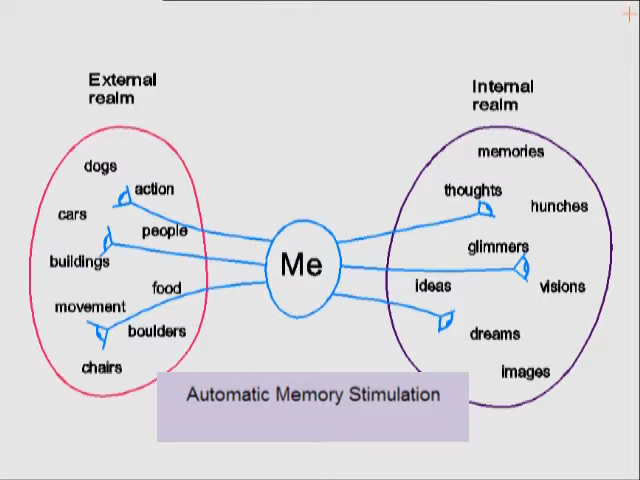 External
realm
Internal
realm
dogs
action
cars
people
buildings
food
movement
boulders
chairs
Me
memories
thoughts
hunches
glimmers
ideas
visions
dreams
images
Automatic Memory Stimulation